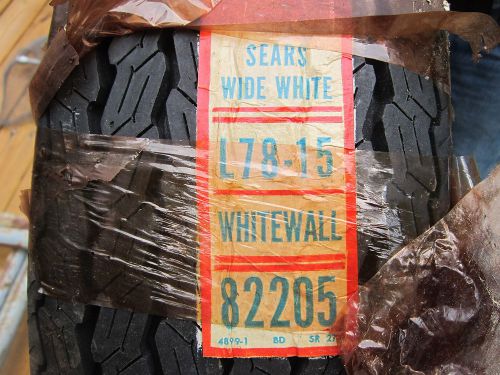 SEARS
WIDE WHITE
L78-15
WHITEWALL
82205
4899-1 BD SR